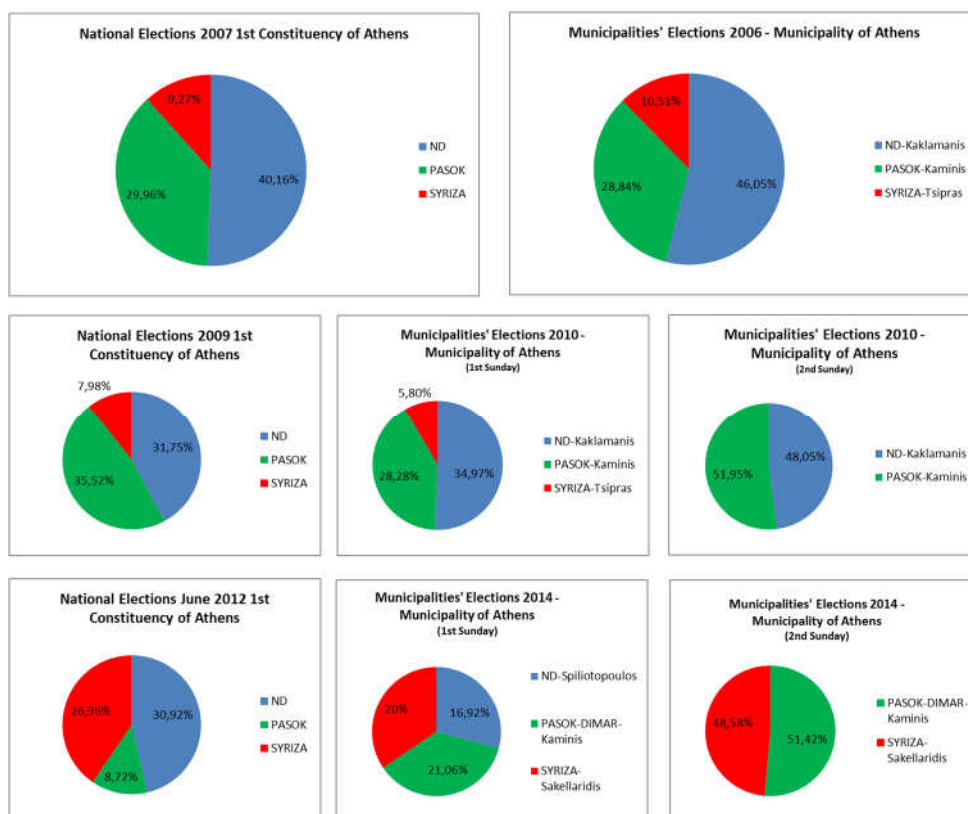 National Elections 2007 1st Constituency of Athens
9,27%
40,16%
29,96%
ND
PASOK
SYRIZA
Municipalities' Elections 2006 - Municipality of Athens
10,51%
46,05%
28,84%
ND-Kaklamanis
PASOK-Kaminis
SYRIZA-Tsipras
National Elections 2009 1st
Constituency of Athens
7,98%
31,75%
35,52%
ND
PASOK
SYRIZA
Municipalities' Elections 2010 -
Municipality of Athens
(1st Sunday)
5,80%
34,97%
28,28%
ND-Kaklamanis
PASOK-Kaminis
SYRIZA-Tsipras
Municipalities' Elections 2010 -
Municipality of Athens
(2nd Sunday)
48,05%
51,95%
ND-Kaklamanis
PASOK-Kaminis
National Elections June 2012 1st
Constituency of Athens
26,96%
30,92%
8,72%
ND
PASOK
SYRIZA
Municipalities' Elections 2014 -
Municipality of Athens
(1st Sunday)
20%
16,92%
21,06%
ND-Spiliotopoulos
PASOK-DIMAR-
Kaminis
SYRIZA-
Sakellaridis
Municipalities' Elections 2014 -
Municipality of Athens
(2nd Sunday)
48,58%
51,42%
PASOK-DIMAR-
Kaminis
SYRIZA-
Sakellaridis